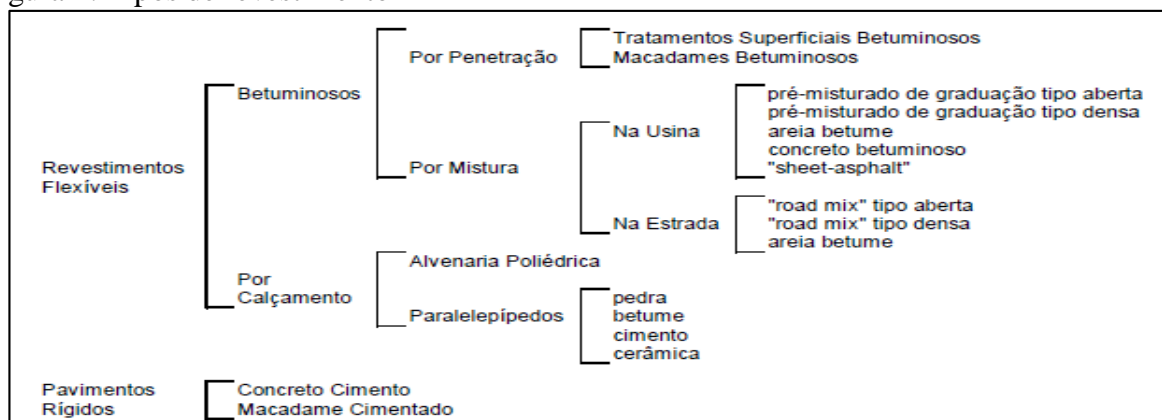 Por Penetração
Tratamentos Superficiais Betuminosos
Macadames Betuminosos
Betuminosos
pré-misturado de graduação tipo aberta
pré-misturado de graduação tipo densa
Na Usina
areia betume
concreto betuminoso
"sheet-asphalt"
Revestimentos
Flexíveis
Por Mistura
"road mix" tipo aberta
Na Estrada
"road mix" tipo densa
areia betume
Por
Calçamento
Alvenaria Poliédrica
Paralelepípedos
pedra
betume
cimento
cerâmica
Pavimentos
Rígidos
Concreto Cimento
Macadame Cimentado